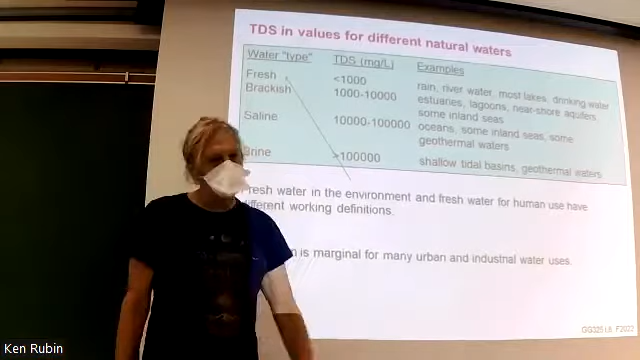 TDS in values for different natural waters
Water "type" TDS (mg/L) Examples
Fresh <1000 rain, river water, most lakes, drinking water
Brackish 1000-10000 estuaries, lagoons, near-shore aquifers,
some inland seas
Saline 10000-100000 oceans, some inland seas, some
geothermal waters
Brine >100000 shallow tidal basins, geothermal waters
Fresh water in the environment and fresh water for human use have
different working definitions.
is marginal for many urban and industrial water uses.
GG325 L6, F2022
Ken Rubin